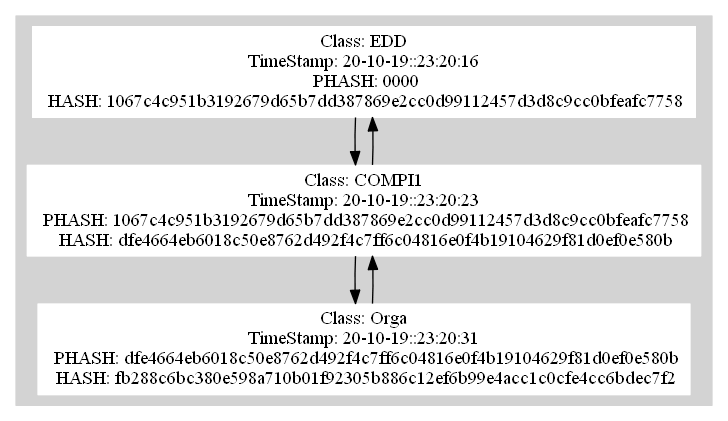 Class: EDD
TimeStamp: 20-10-19::23:20:16
PHASH: 0000
HASH: 1067c4c951b3192679d65b7dd387869e2cc0d99112457d3d8c9cc0bfeafc7758
Class: COMPI1
TimeStamp: 20-10-19::23:20:23
PHASH: 1067c4c951b3192679d65b7dd387869e2cc0d99112457d3d8c9cc0bfeafc7758
HASH: dfe4664eb6018c50e8762d492f4c7ff6c04816e0f4b19104629f81d0ef0e580b
Class: Orga
TimeStamp: 20-10-19::23:20:31
PHASH: dfe4664eb6018c50e8762d492f4c7ff6c04816e0f4b19104629f81d0ef0e580b
HASH: fb288c6bc380e598a710b01f92305b886c12ef6b99e4acc1c0cfe4cc6bdec7f2